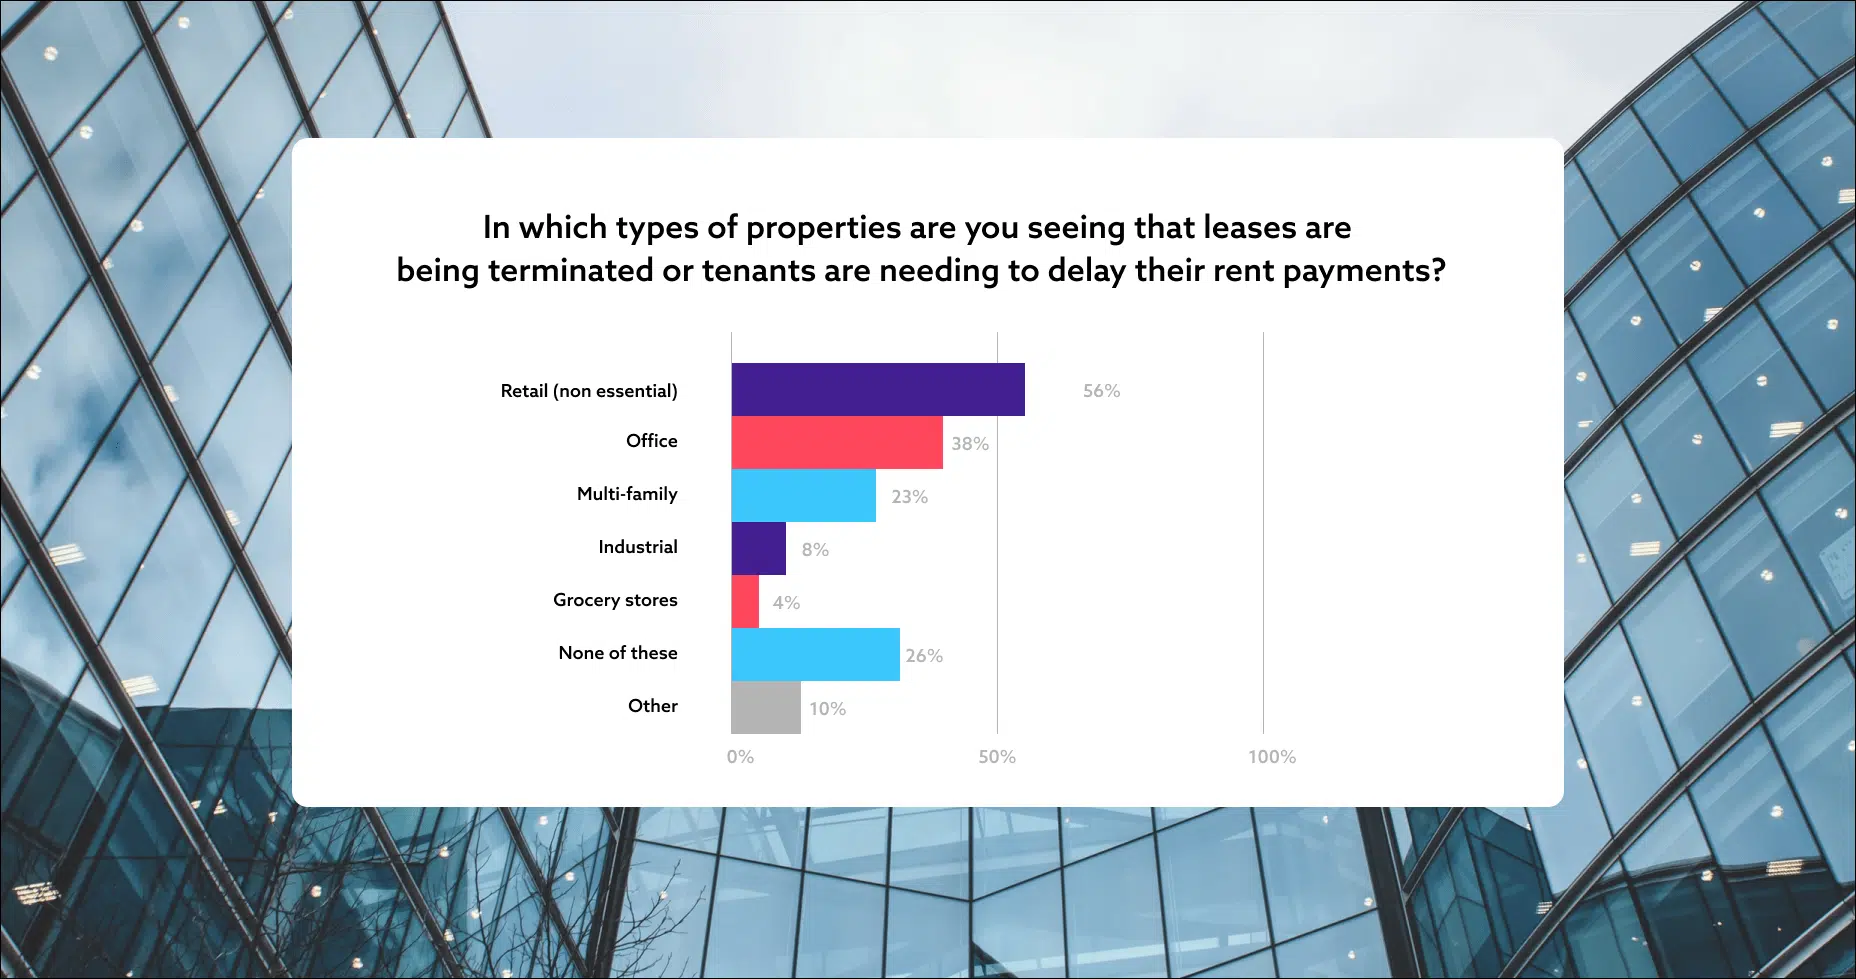 In which types of properties are you seeing that leases are
being terminated or tenants are needing to delay their rent payments?
Retail (non essential) 56%
Office 38%
Multi-family 23%
Industrial 8%
Grocery stores 4%
None of these 26%
Other 10%
0% 50% 100%